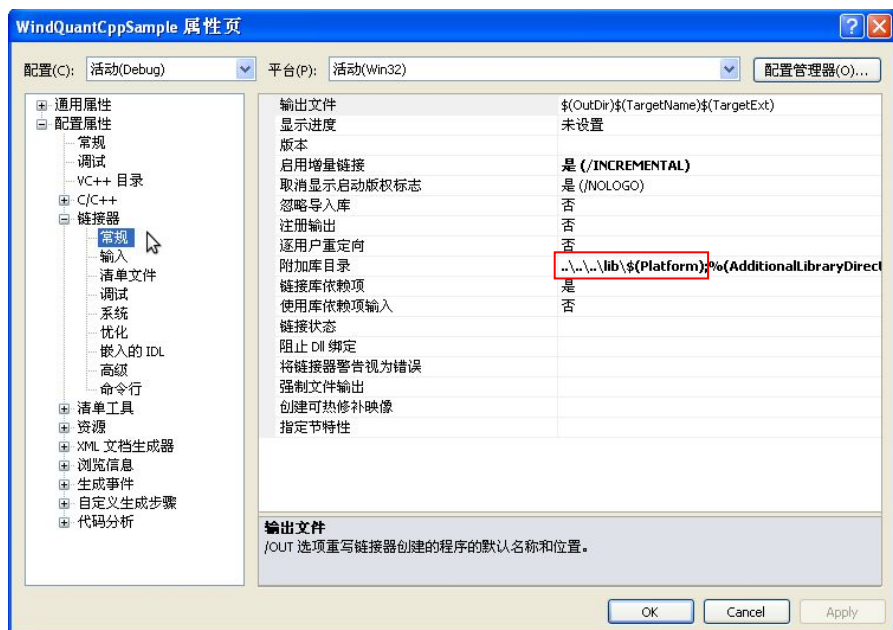 WindQuantCppSample 属性页
配置(C): 活动(Debug) 平台(P): 活动(Win32) 配置管理器(O)...
通用属性
配置属性
常规
调试
VC++ 目录
C/C++
链接器
常规
输入
清单文件
调试
系统
优化
嵌入的 IDL
高级
命令行
清单工具
资源
XML 文档生成器
浏览信息
生成事件
自定义生成步骤
代码分析
输出文件 $(OutDir)$(TargetName)$(TargetExt)
显示进度 未设置
版本
启用增量链接 是 (/INCREMENTAL)
取消显示启动版权标志 是 (/NOLOGO)
忽略导入库 否
注册输出 否
逐用户重定向 否
附加库目录 ..\..\..\lib\$(Platform);%(AdditionalLibraryDirect
链接库依赖项 是
使用库依赖项输入 否
链接状态
阻止 Dll 绑定
将链接器警告视为错误
强制文件输出
创建可热修补映像
指定节特性
输出文件
/OUT 选项重写链接器创建的程序的默认名称和位置。
OK Cancel Apply